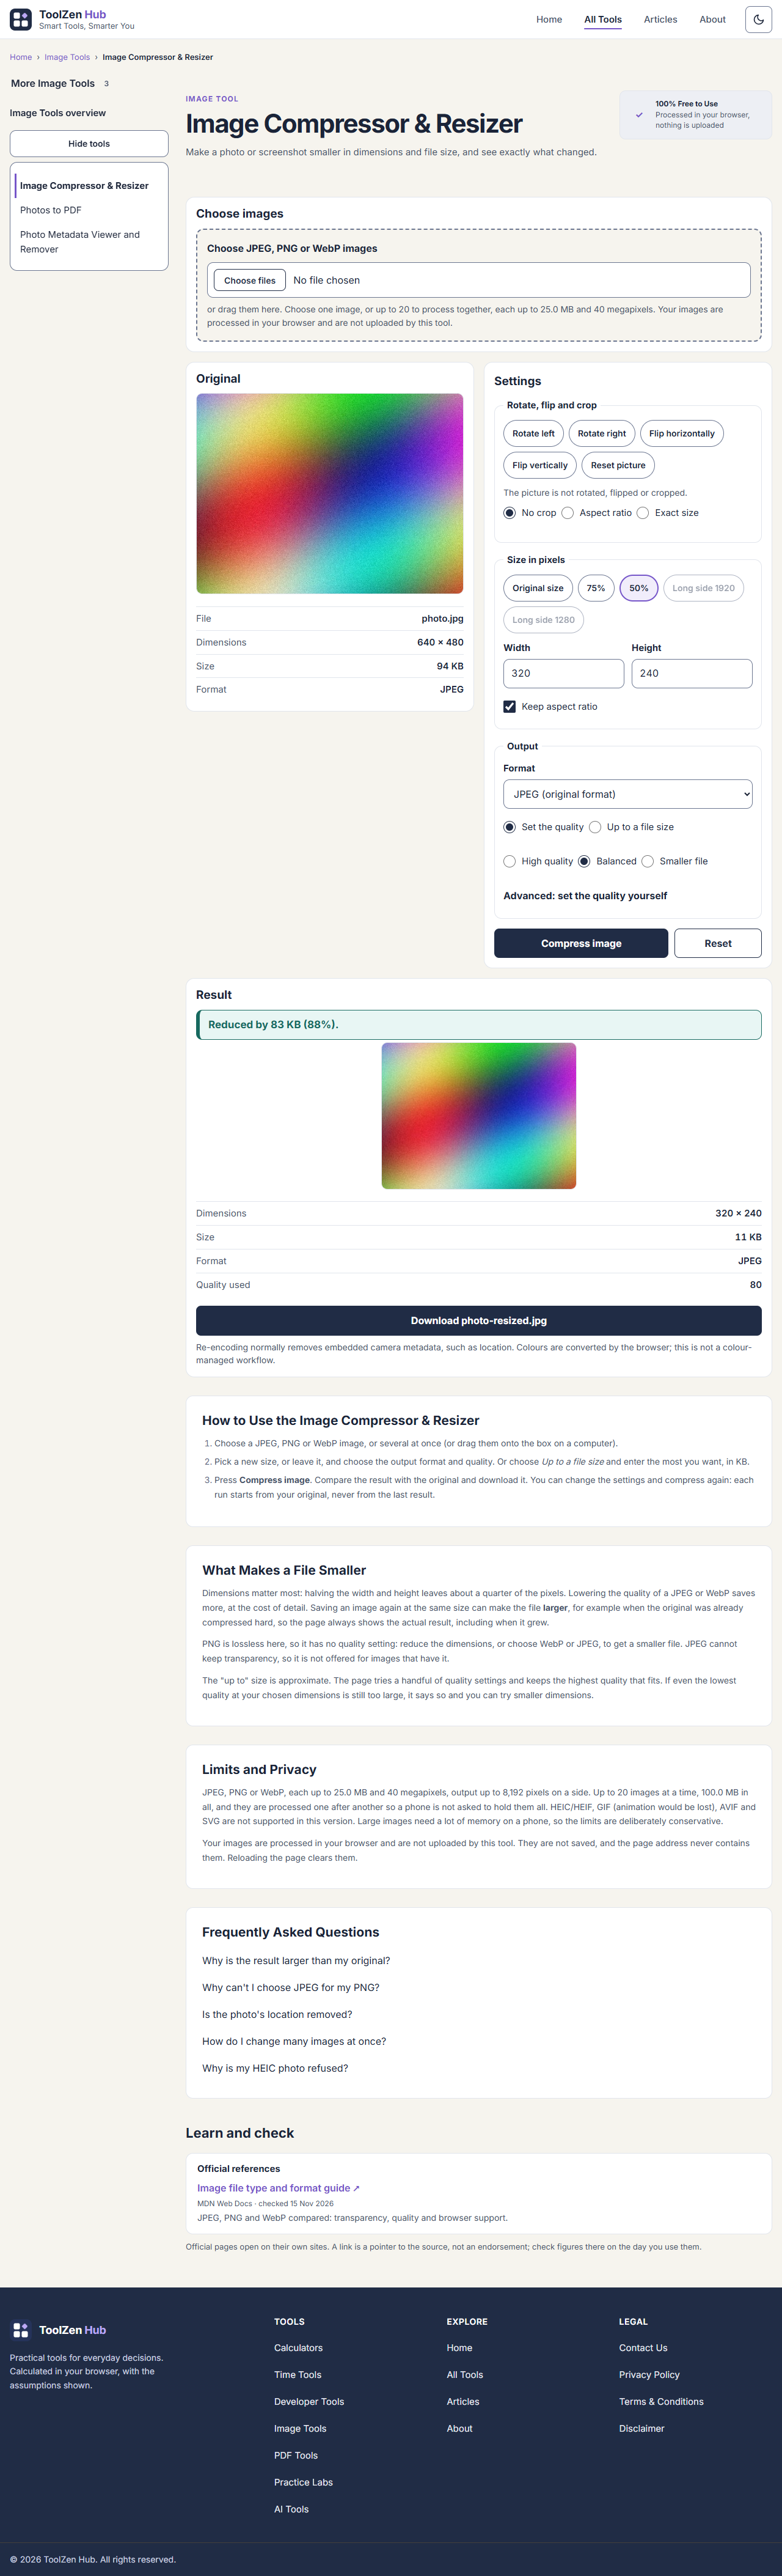 ToolZen Hub
Smart Tools, Smarter You
Home
All Tools
Articles
About
Home › Image Tools › Image Compressor & Resizer
More Image Tools 3
Image Tools overview
Hide tools
Image Compressor & Resizer
Photos to PDF
Photo Metadata Viewer and
Remover
IMAGE TOOL
Image Compressor & Resizer
Make a photo or screenshot smaller in dimensions and file size, and see exactly what changed.
✓
100% Free to Use
Processed in your browser,
nothing is uploaded
Choose images
Choose JPEG, PNG or WebP images
Choose files No file chosen
or drag them here. Choose one image, or up to 20 to process together, each up to 25.0 MB and 40 megapixels. Your images are
processed in your browser and are not uploaded by this tool.
Original
File photo.jpg
Dimensions 640 × 480
Size 94 KB
Format JPEG
Settings
Rotate, flip and crop
Rotate left Rotate right Flip horizontally
Flip vertically Reset picture
The picture is not rotated, flipped or cropped.
No crop Aspect ratio Exact size
Size in pixels
Original size 75% 50% Long side 1920
Long side 1280
Width Height
320 240
Keep aspect ratio
Output
Format
JPEG (original format)
Set the quality Up to a file size
High quality Balanced Smaller file
Advanced: set the quality yourself
Compress image Reset
Result
Reduced by 83 KB (88%).
Dimensions 320 × 240
Size 11 KB
Format JPEG
Quality used 80
Download photo-resized.jpg
Re-encoding normally removes embedded camera metadata, such as location. Colours are converted by the browser; this is not a colour-
managed workflow.
How to Use the Image Compressor & Resizer
1. Choose a JPEG, PNG or WebP image, or several at once (or drag them onto the box on a computer).
2. Pick a new size, or leave it, and choose the output format and quality. Or choose Up to a file size and enter the most you want, in KB.
3. Press Compress image. Compare the result with the original and download it. You can change the settings and compress again: each
run starts from your original, never from the last result.
What Makes a File Smaller
Dimensions matter most: halving the width and height leaves about a quarter of the pixels. Lowering the quality of a JPEG or WebP saves
more, at the cost of detail. Saving an image again at the same size can make the file larger, for example when the original was already
compressed hard, so the page always shows the actual result, including when it grew.
PNG is lossless here, so it has no quality setting: reduce the dimensions, or choose WebP or JPEG, to get a smaller file. JPEG cannot
keep transparency, so it is not offered for images that have it.
The "up to" size is approximate. The page tries a handful of quality settings and keeps the highest quality that fits. If even the lowest
quality at your chosen dimensions is still too large, it says so and you can try smaller dimensions.
Limits and Privacy
JPEG, PNG or WebP, each up to 25.0 MB and 40 megapixels, output up to 8,192 pixels on a side. Up to 20 images at a time, 100.0 MB in
all, and they are processed one after another so a phone is not asked to hold them all. HEIC/HEIF, GIF (animation would be lost), AVIF and
SVG are not supported in this version. Large images need a lot of memory on a phone, so the limits are deliberately conservative.
Your images are processed in your browser and are not uploaded by this tool. They are not saved, and the page address never contains
them. Reloading the page clears them.
Frequently Asked Questions
Why is the result larger than my original?
Why can't I choose JPEG for my PNG?
Is the photo's location removed?
How do I change many images at once?
Why is my HEIC photo refused?
Learn and check
Official references
Image file type and format guide ↗
MDN Web Docs · checked 15 Nov 2026
JPEG, PNG and WebP compared: transparency, quality and browser support.
Official pages open on their own sites. A link is a pointer to the source, not an endorsement; check figures there on the day you use them.
ToolZen Hub
Practical tools for everyday decisions.
Calculated in your browser, with the
assumptions shown.
TOOLS
Calculators
Time Tools
Developer Tools
Image Tools
PDF Tools
Practice Labs
AI Tools
EXPLORE
Home
All Tools
Articles
About
LEGAL
Contact Us
Privacy Policy
Terms & Conditions
Disclaimer
© 2026 ToolZen Hub. All rights reserved.